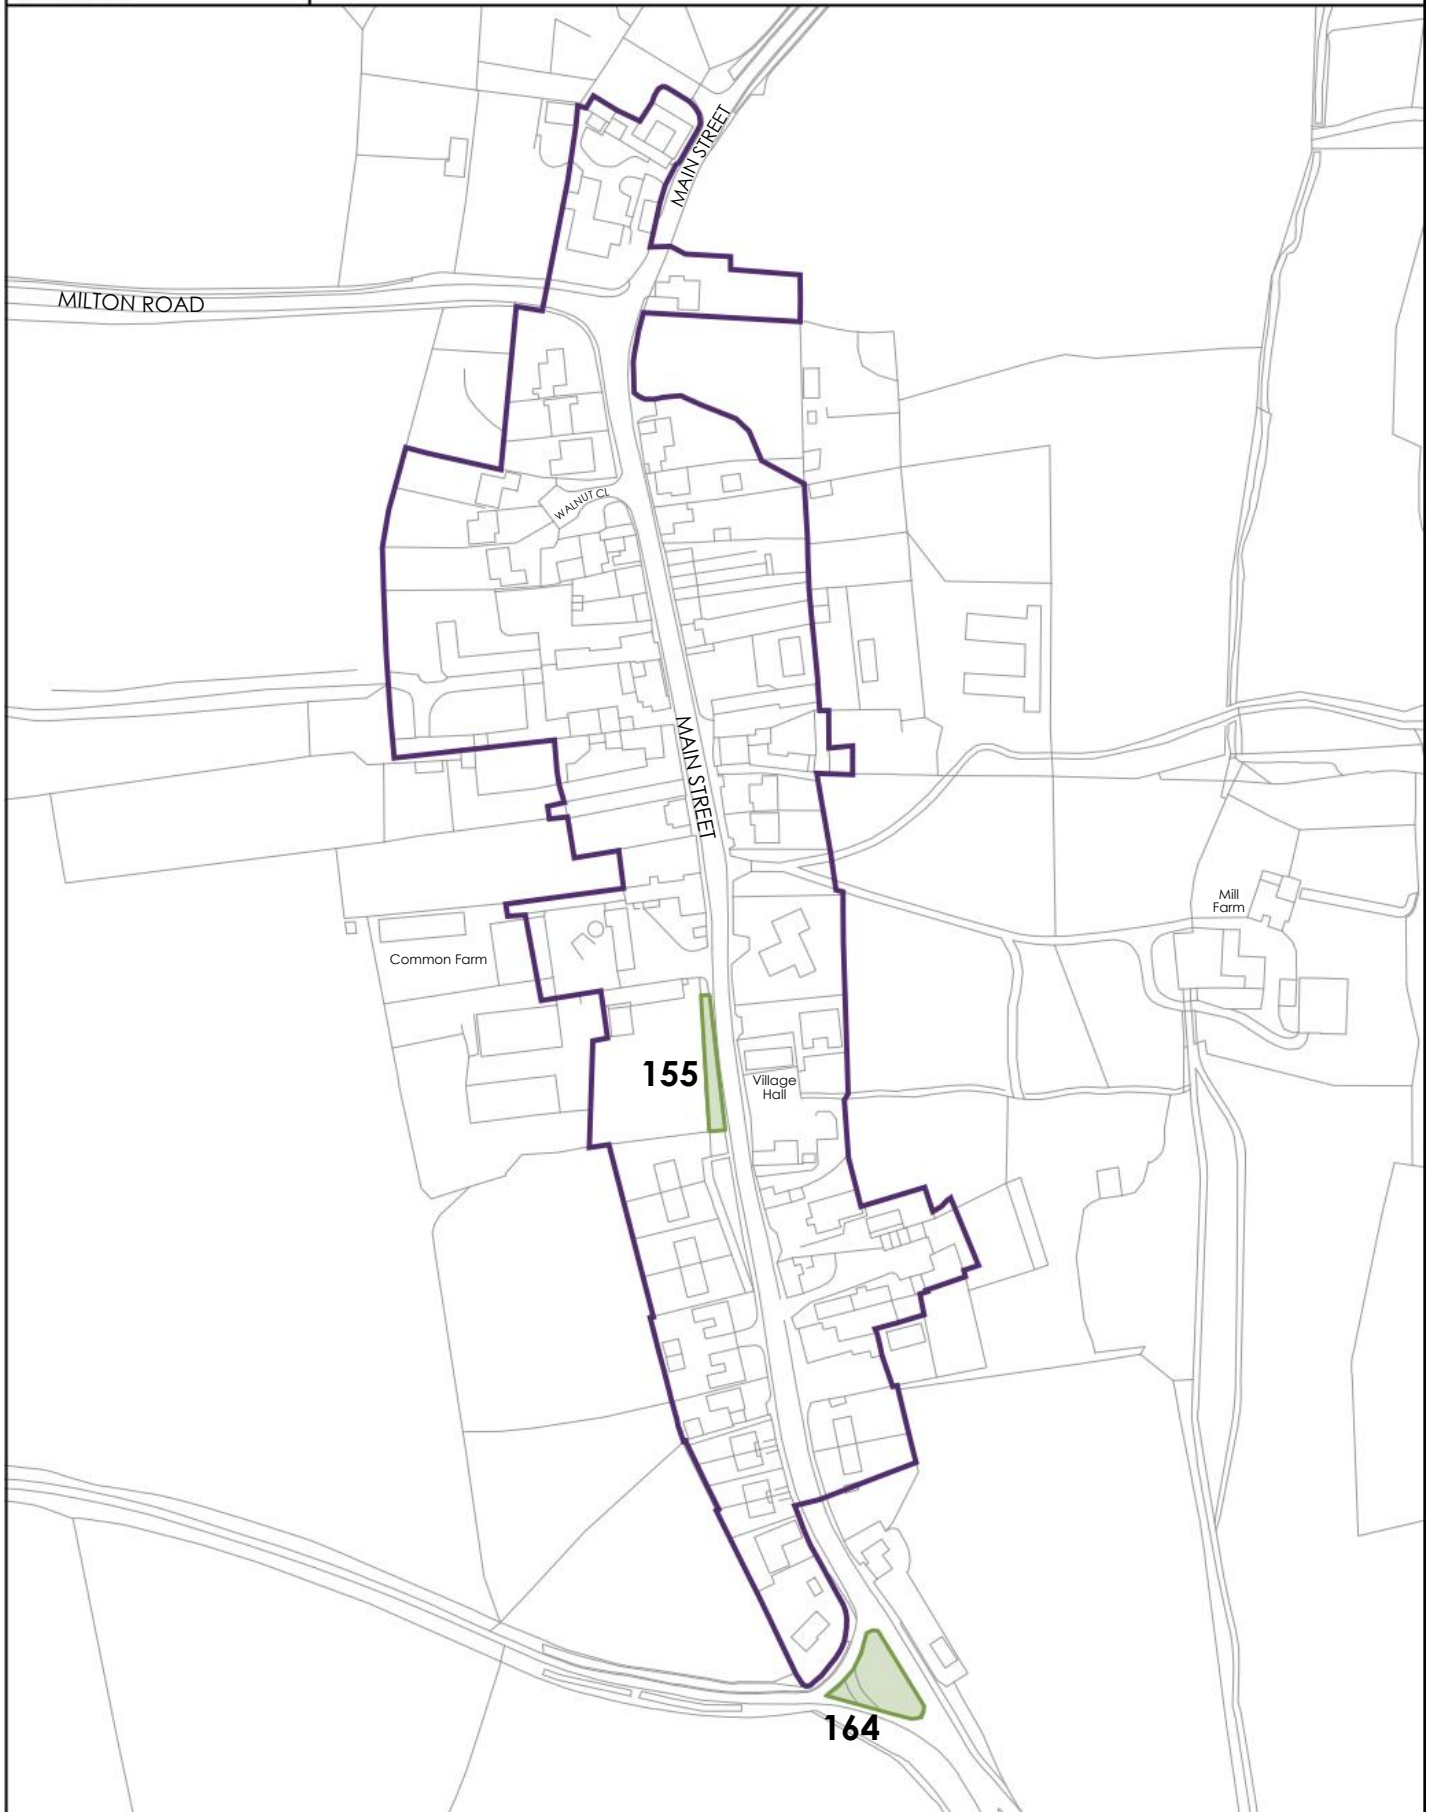 MAIN STREET
MILTON ROAD
WALNUT CL
MAIN STREET
Mill
Farm
Common Farm
155
Village
Hall
164